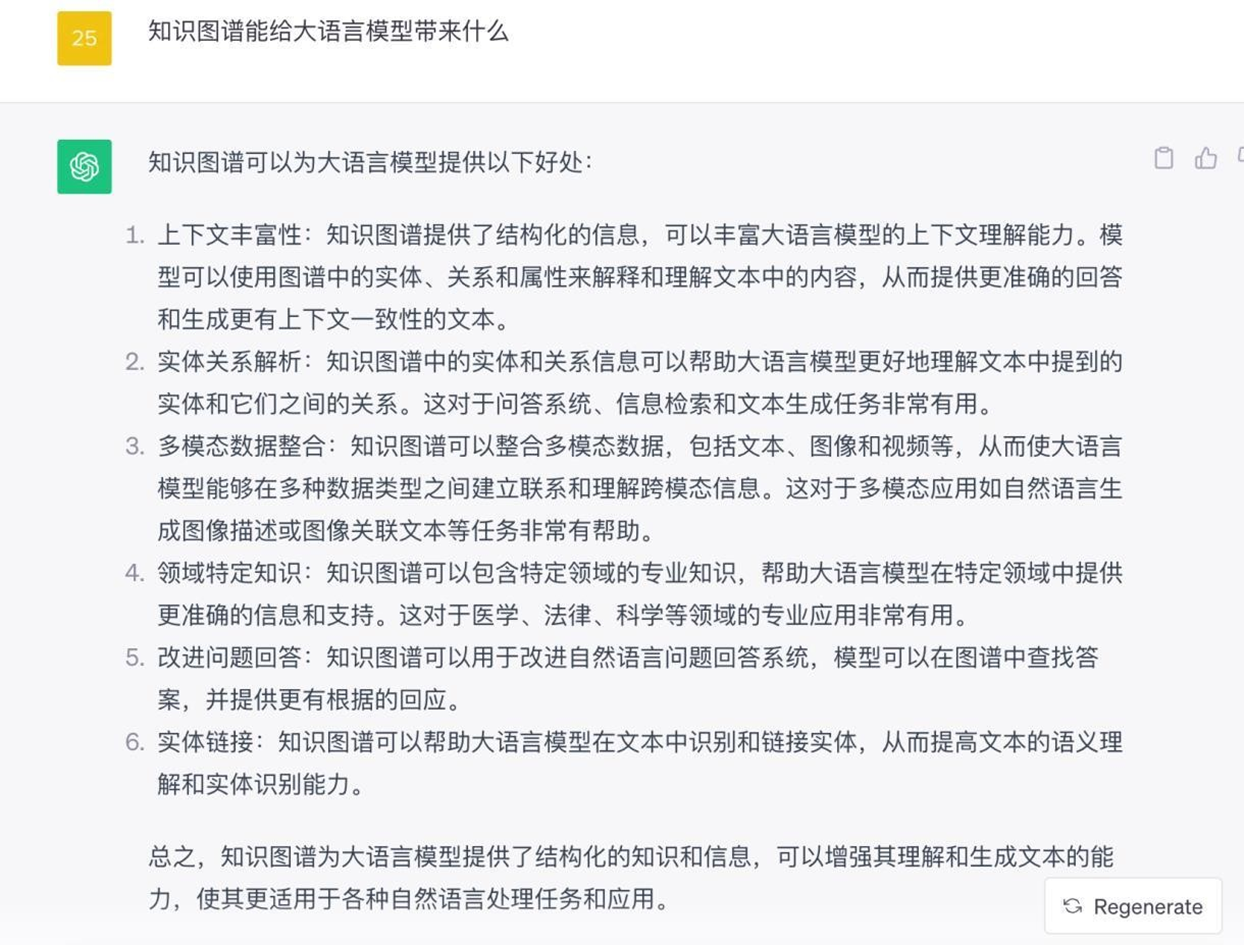 25
知识图谱能给大语言模型带来什么
知识图谱可以为大语言模型提供以下好处：
1. 上下文丰富性：知识图谱提供了结构化的信息，可以丰富大语言模型的上下文理解能力。模
型可以使用图谱中的实体、关系和属性来解释和理解文本中的内容，从而提供更准确的回答
和生成更有上下文一致性的文本。
2. 实体关系解析：知识图谱中的实体和关系信息可以帮助大语言模型更好地理解文本中提到的
实体和它们之间的关系。这对于问答系统、信息检索和文本生成任务非常有用。
3. 多模态数据整合：知识图谱可以整合多模态数据，包括文本、图像和视频等，从而使大语言
模型能够在多种数据类型之间建立联系和理解跨模态信息。这对于多模态应用如自然语言生
成图像描述或图像关联文本等任务非常有帮助。
4. 领域特定知识：知识图谱可以包含特定领域的专业知识，帮助大语言模型在特定领域中提供
更准确的信息和支持。这对于医学、法律、科学等领域的专业应用非常有用。
5. 改进问题回答：知识图谱可以用于改进自然语言问题回答系统，模型可以在图谱中查找答
案，并提供更有根据的回应。
6. 实体链接：知识图谱可以帮助大语言模型在文本中识别和链接实体，从而提高文本的语义理
解和实体识别能力。
总之，知识图谱为大语言模型提供了结构化的知识和信息，可以增强其理解和生成文本的能
力，使其更适用于各种自然语言处理任务和应用。
Regenerate